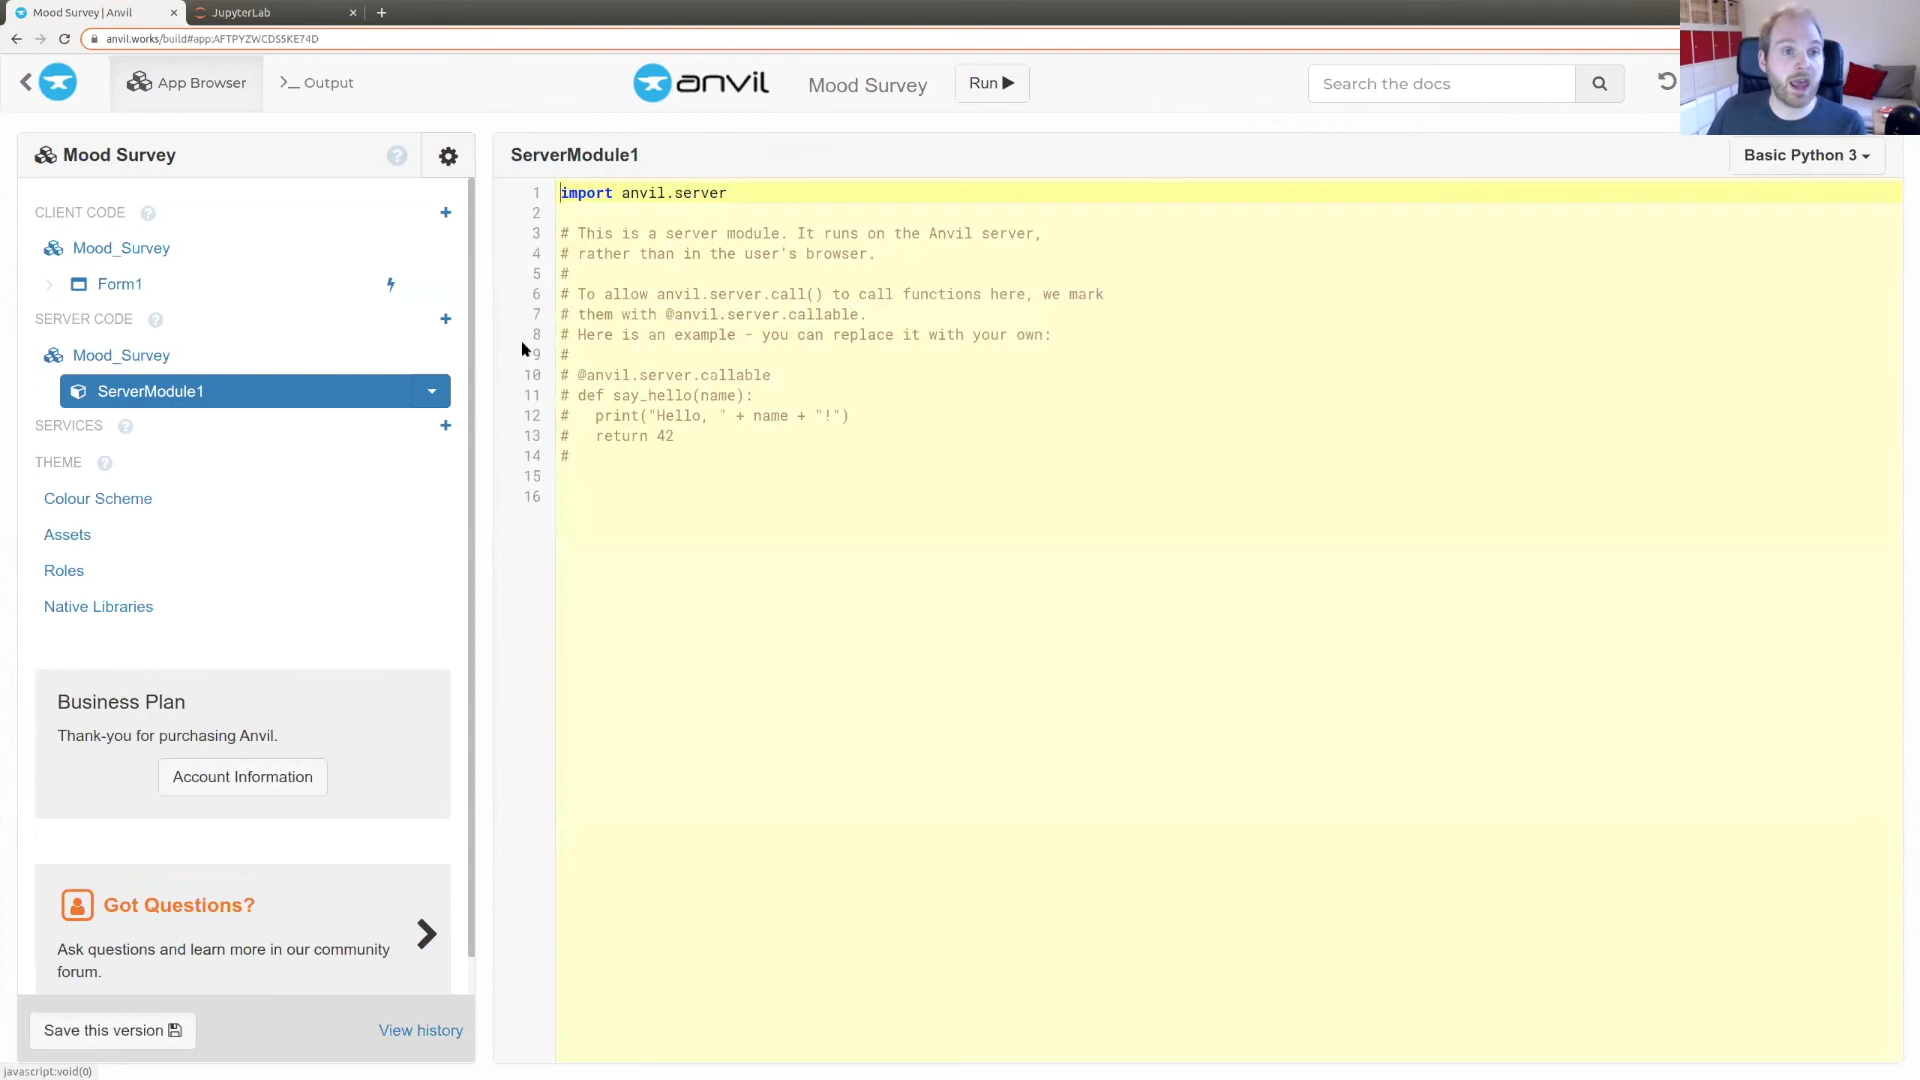 Mood Survey | Anvil
JupyterLab
anvil.works/build#app:AFTPYZWCDS5KE74D
App Browser
>_ Output
anvil
Mood Survey
Run
Search the docs
Mood Survey
CLIENT CODE
Mood_Survey
Form1
SERVER CODE
Mood_Survey
ServerModule1
SERVICES
THEME
Colour Scheme
Assets
Roles
Native Libraries
Business Plan
Thank-you for purchasing Anvil.
Account Information
Got Questions?
Ask questions and learn more in our community
forum.
Save this version
View history
javascript:void(0)
ServerModule1
Basic Python 3
1 import anvil.server
2
3 # This is a server module. It runs on the Anvil server,
4 # rather than in the user's browser.
5 #
6 # To allow anvil.server.call() to call functions here, we mark
7 # them with @anvil.server.callable.
8 # Here is an example - you can replace it with your own:
9 #
10 # @anvil.server.callable
11 # def say_hello(name):
12 #   print("Hello, " + name + "!")
13 #   return 42
14 #
15
16